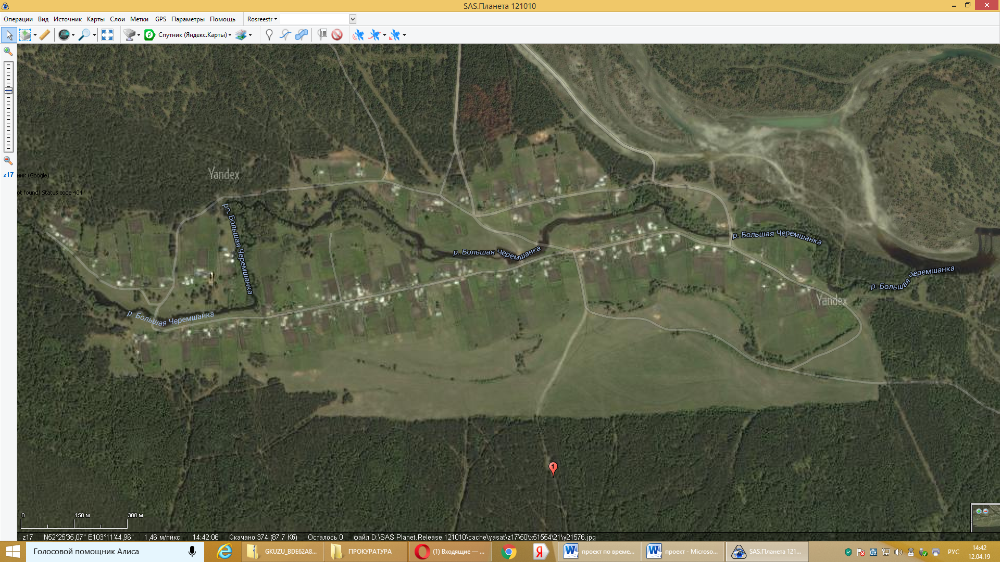 SAS.Планета 121010
Операции Вид Источник Карты Слои Метки GPS Параметры Помощь Rosreestr
Спутник (Яндекс.Карты)
z17
ник (Google)
ot found! Status code 404
Yandex
р. Большая Черемшанка
р. Большая Черемшанка
р. Большая Черемшанка
р. Большая Черемшанка
р. Большая Черемшанка
Yandex
1
0 150 м 300 м
z17 N52°25'35,07" E103°11'44,96" 1,46 м/пикс. 14:42:06 Скачано 374 (87,7 Кб) Осталось 0 файл D:\SAS.Planet.Release.121010\cache\yasat\z17\50\x51554\21\y21576.jpg
Голосовой помощник Алиса
GKUZU_BDE62A8...
ПРОКУРАТУРА
(1) Входящие — ...
Я
проект по време...
проект - Microso...
SAS.Планета 121...
РУС
14:42
12.04.19